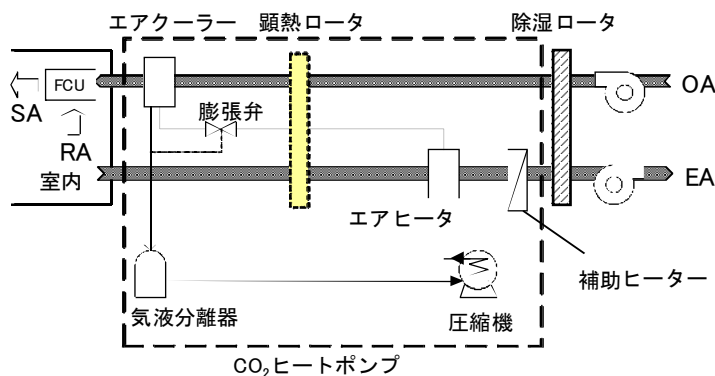 エアクーラー
顕熱ロータ
除湿ロータ
FCU
OA
SA
膨張弁
RA
室内
EA
エアヒータ
補助ヒーター
気液分離器
圧縮機
CO₂ヒートポンプ